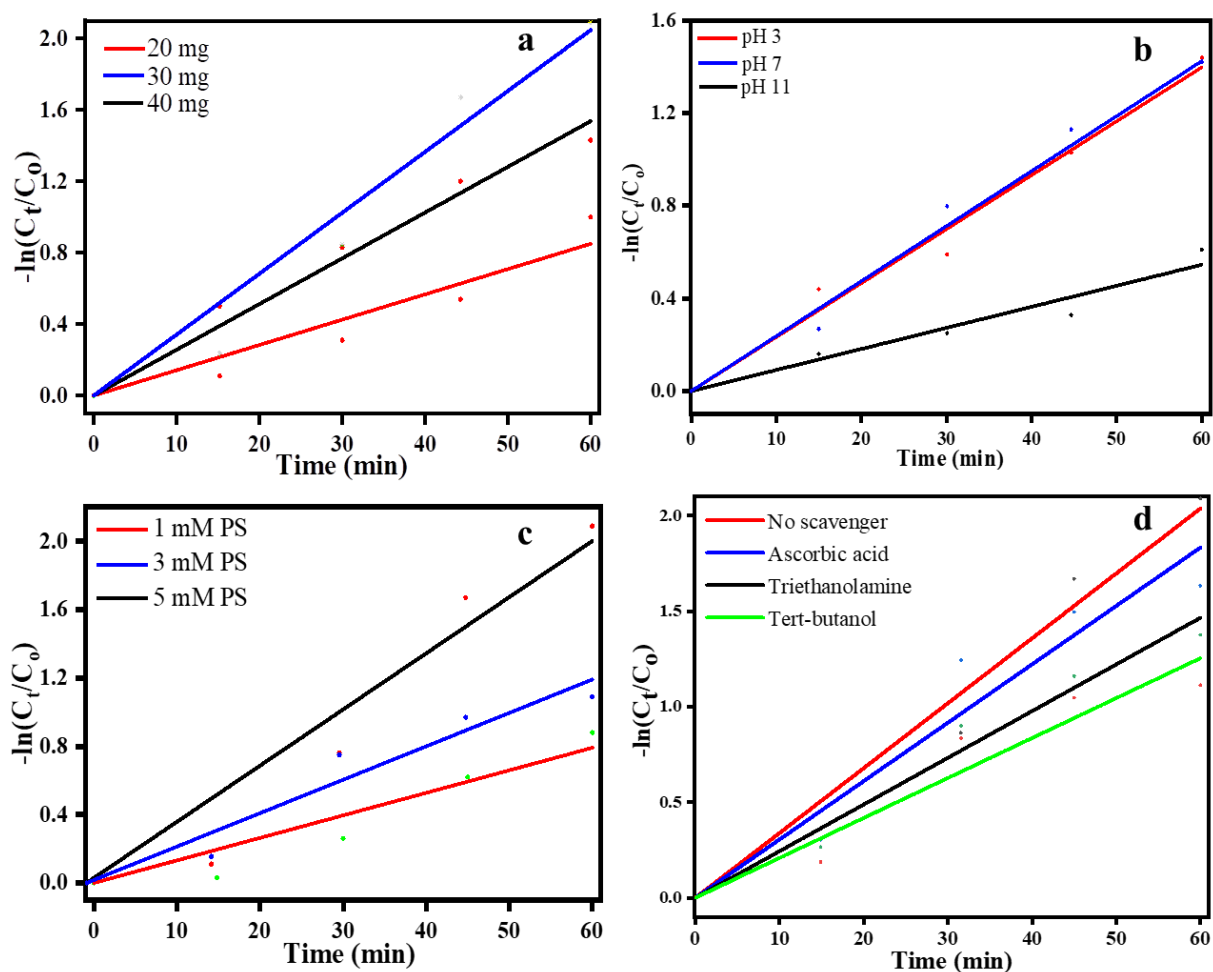 a
20 mg
30 mg
40 mg
-ln(Ct/Co)
2.0
1.6
1.2
0.8
0.4
0.0
0 10 20 30 40 50 60
Time (min)
b
pH 3
pH 7
pH 11
-ln(Ct/Co)
1.6
1.2
0.8
0.4
0.0
0 10 20 30 40 50 60
Time (min)
c
1 mM PS
3 mM PS
5 mM PS
-ln(Ct/Co)
2.0
1.6
1.2
0.8
0.4
0.0
0 10 20 30 40 50 60
Time (min)
d
No scavenger
Ascorbic acid
Triethanolamine
Tert-butanol
-ln(Ct/Co)
2.0
1.5
1.0
0.5
0.0
0 10 20 30 40 50 60
Time (min)